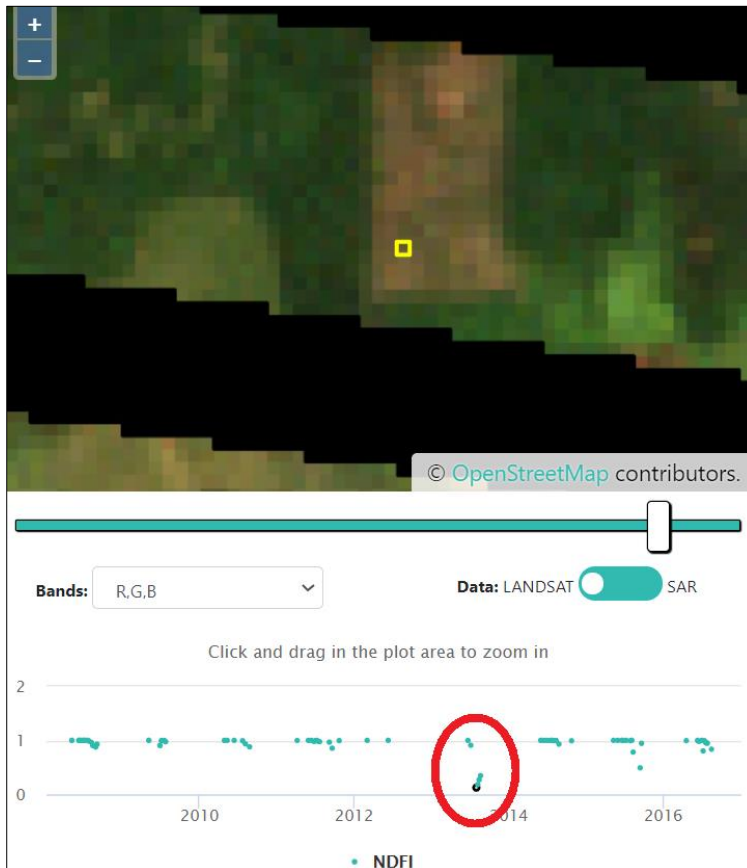 +
−
© OpenStreetMap contributors.
Bands: R,G,B Data: LANDSAT SAR
Click and drag in the plot area to zoom in
2
1
0
2010 2012 2014 2016
NDFI